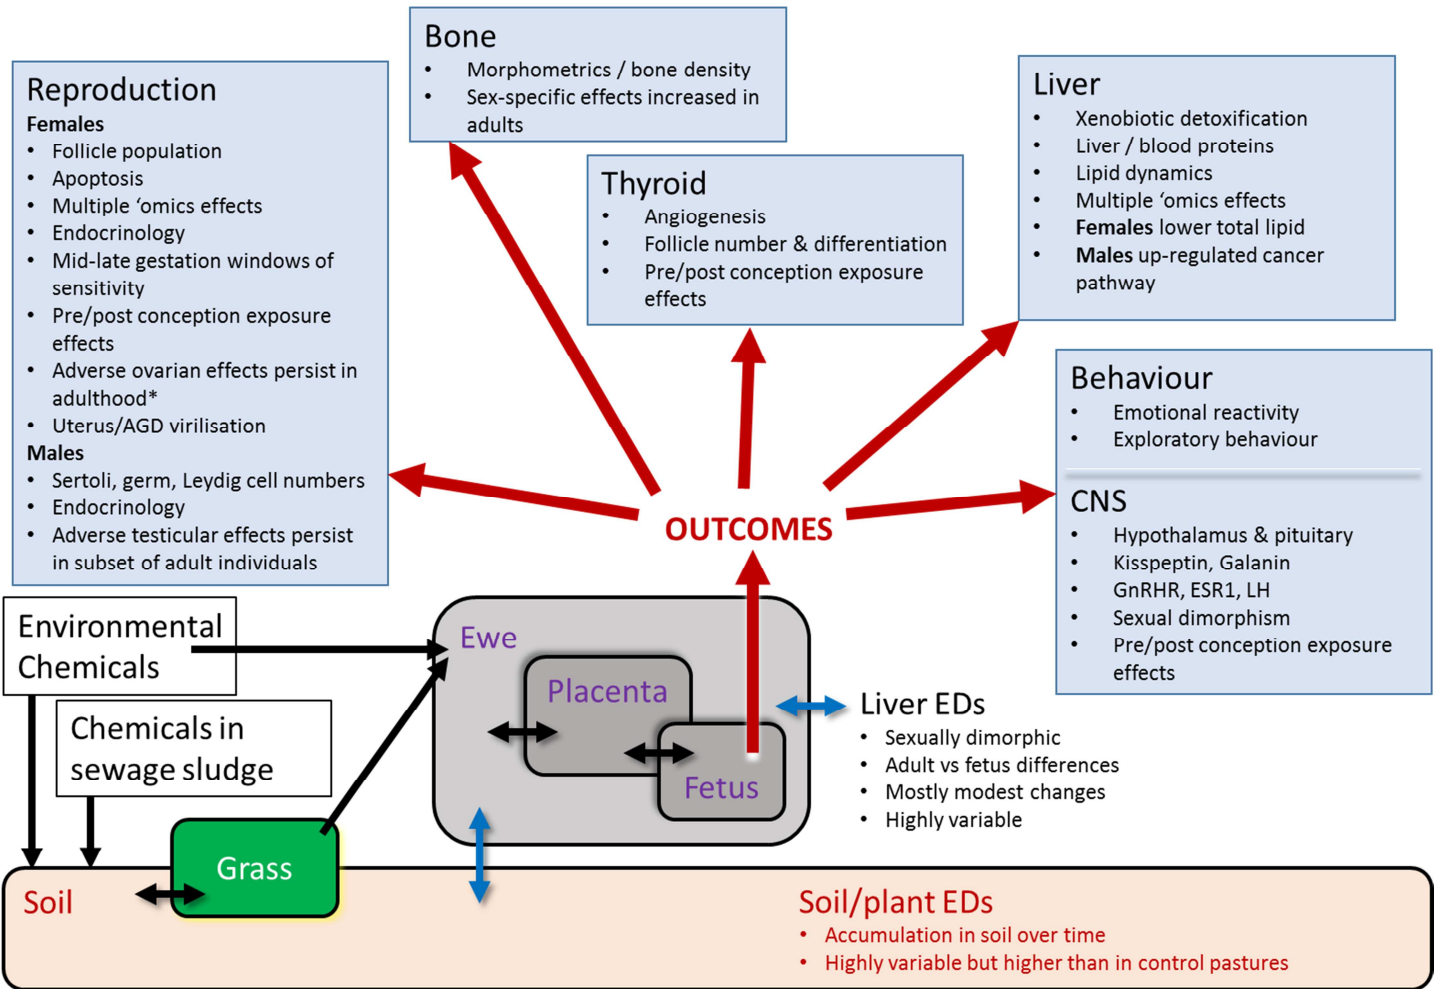 Bone
• Morphometrics / bone density
• Sex-specific effects increased in
adults
Reproduction
Females
• Follicle population
• Apoptosis
• Multiple ‘omics effects
• Endocrinology
• Mid-late gestation windows of
sensitivity
• Pre/post conception exposure
effects
• Adverse ovarian effects persist in
adulthood*
• Uterus/AGD virilisation
Males
• Sertoli, germ, Leydig cell numbers
• Endocrinology
• Adverse testicular effects persist
in subset of adult individuals
Thyroid
• Angiogenesis
• Follicle number & differentiation
• Pre/post conception exposure
effects
Liver
• Xenobiotic detoxification
• Liver / blood proteins
• Lipid dynamics
• Multiple ‘omics effects
• Females lower total lipid
• Males up-regulated cancer
pathway
Behaviour
• Emotional reactivity
• Exploratory behaviour
CNS
• Hypothalamus & pituitary
• Kisspeptin, Galanin
• GnRHR, ESR1, LH
• Sexual dimorphism
• Pre/post conception exposure
effects
OUTCOMES
Environmental
Chemicals
Chemicals in
sewage sludge
Ewe
Placenta
Fetus
Liver EDs
• Sexually dimorphic
• Adult vs fetus differences
• Mostly modest changes
• Highly variable
Grass
Soil
Soil/plant EDs
• Accumulation in soil over time
• Highly variable but higher than in control pastures